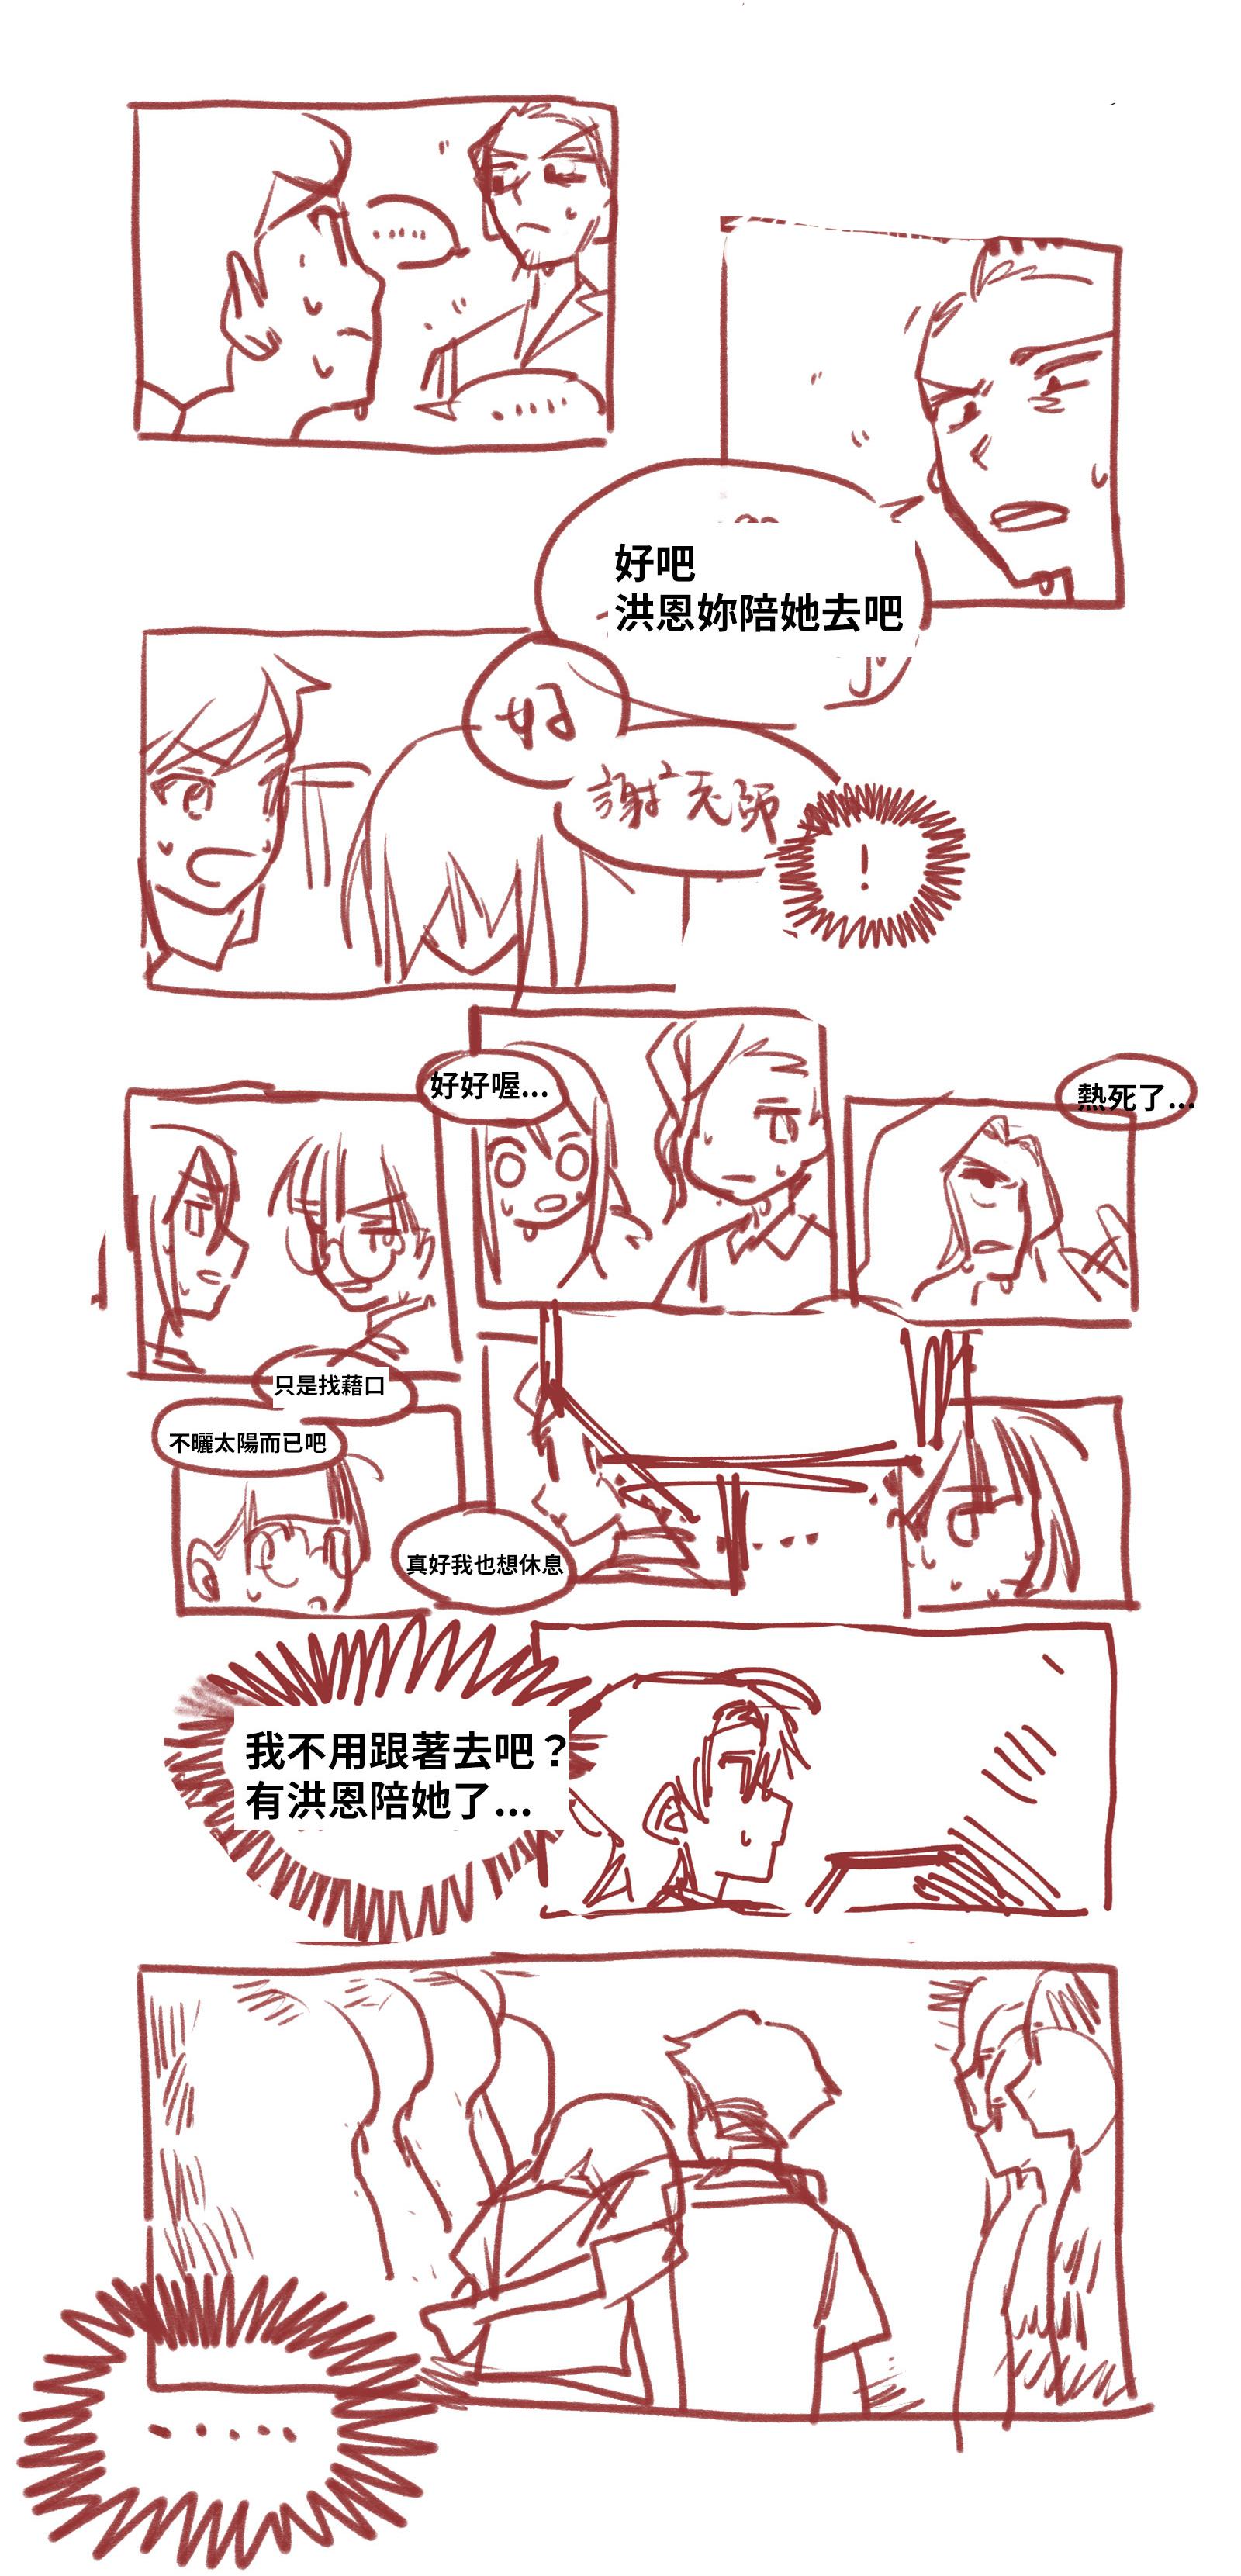 .....
.....
好吧
洪恩妳陪她去吧
好
謝謝老師
!
好好喔...
熱死了...
只是找藉口
不曬太陽而已吧
真好我也想休息
....
我不用跟著去吧？
有洪恩陪她了...
.....